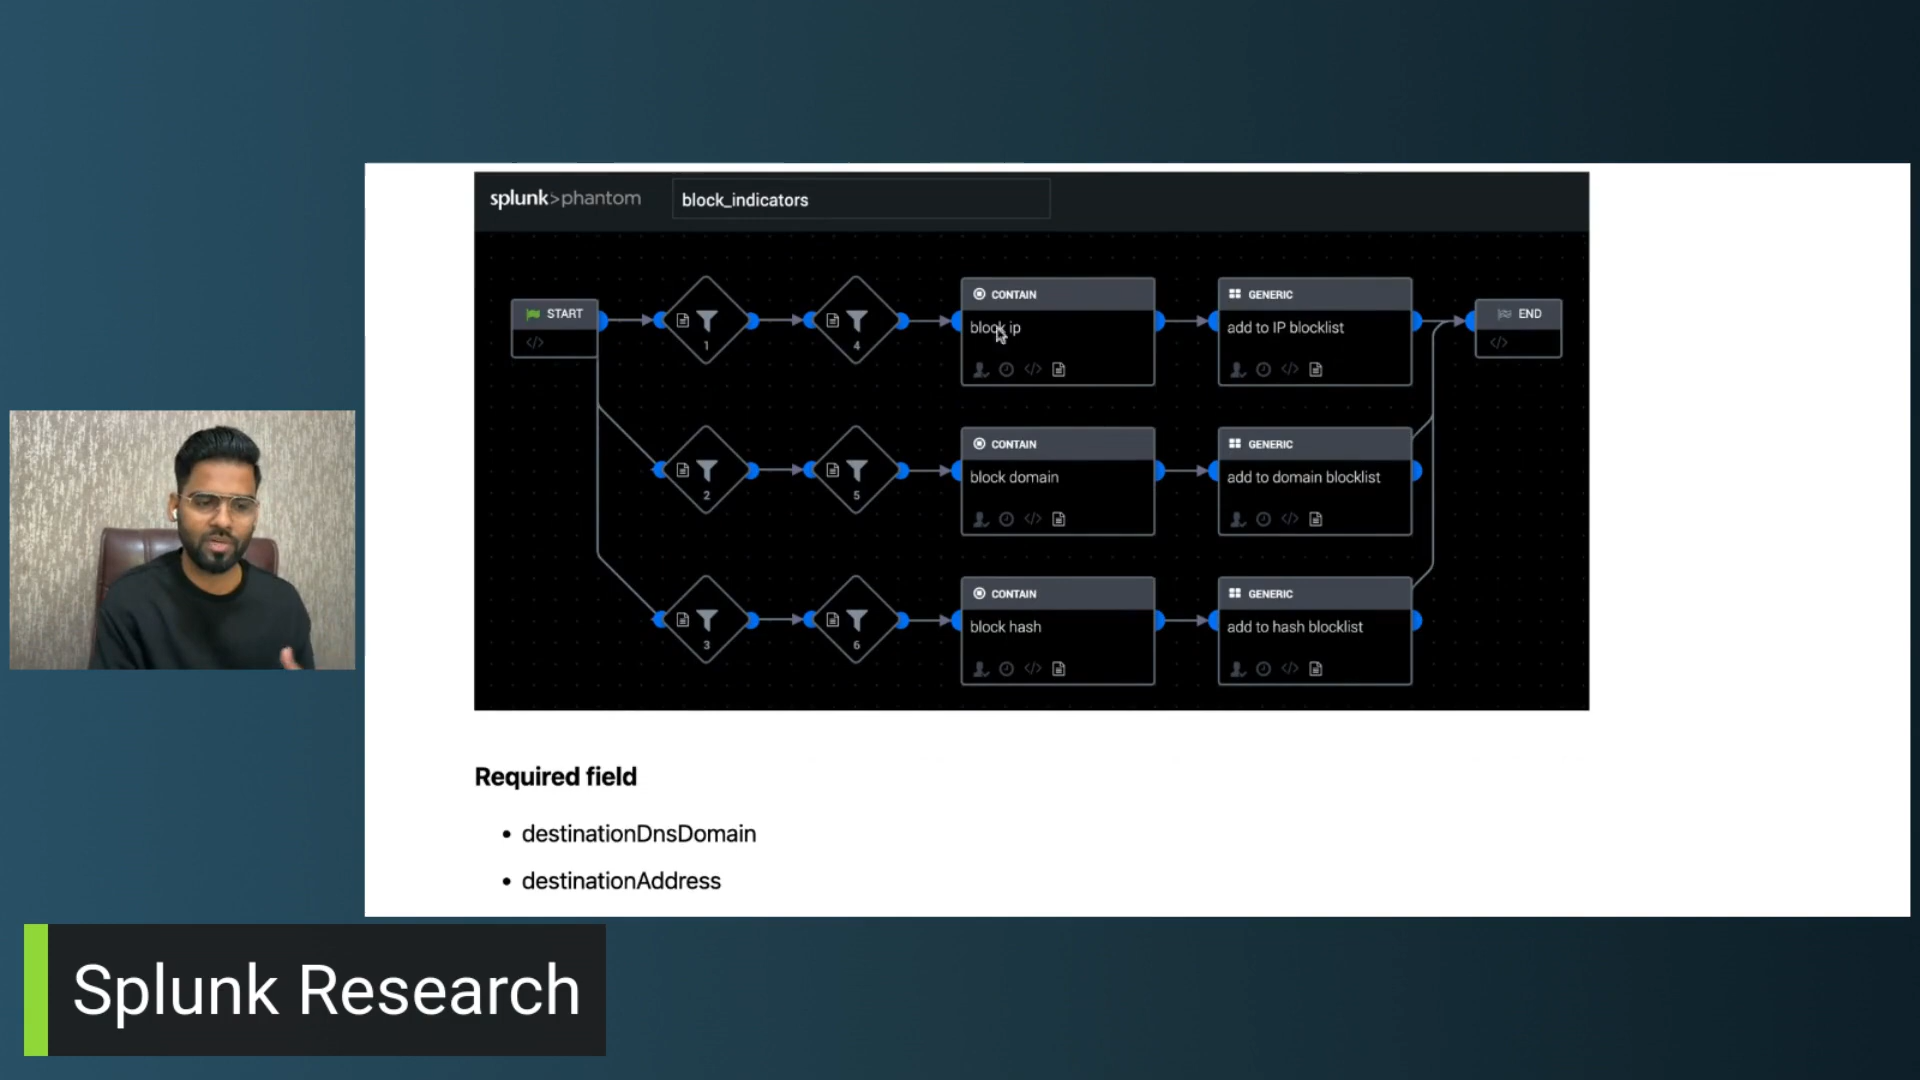 splunk>phantom
block_indicators
START
1
4
CONTAIN
block ip
GENERIC
add to IP blocklist
END
2
5
CONTAIN
block domain
GENERIC
add to domain blocklist
3
6
CONTAIN
block hash
GENERIC
add to hash blocklist
Required field
• destinationDnsDomain
• destinationAddress
Splunk Research